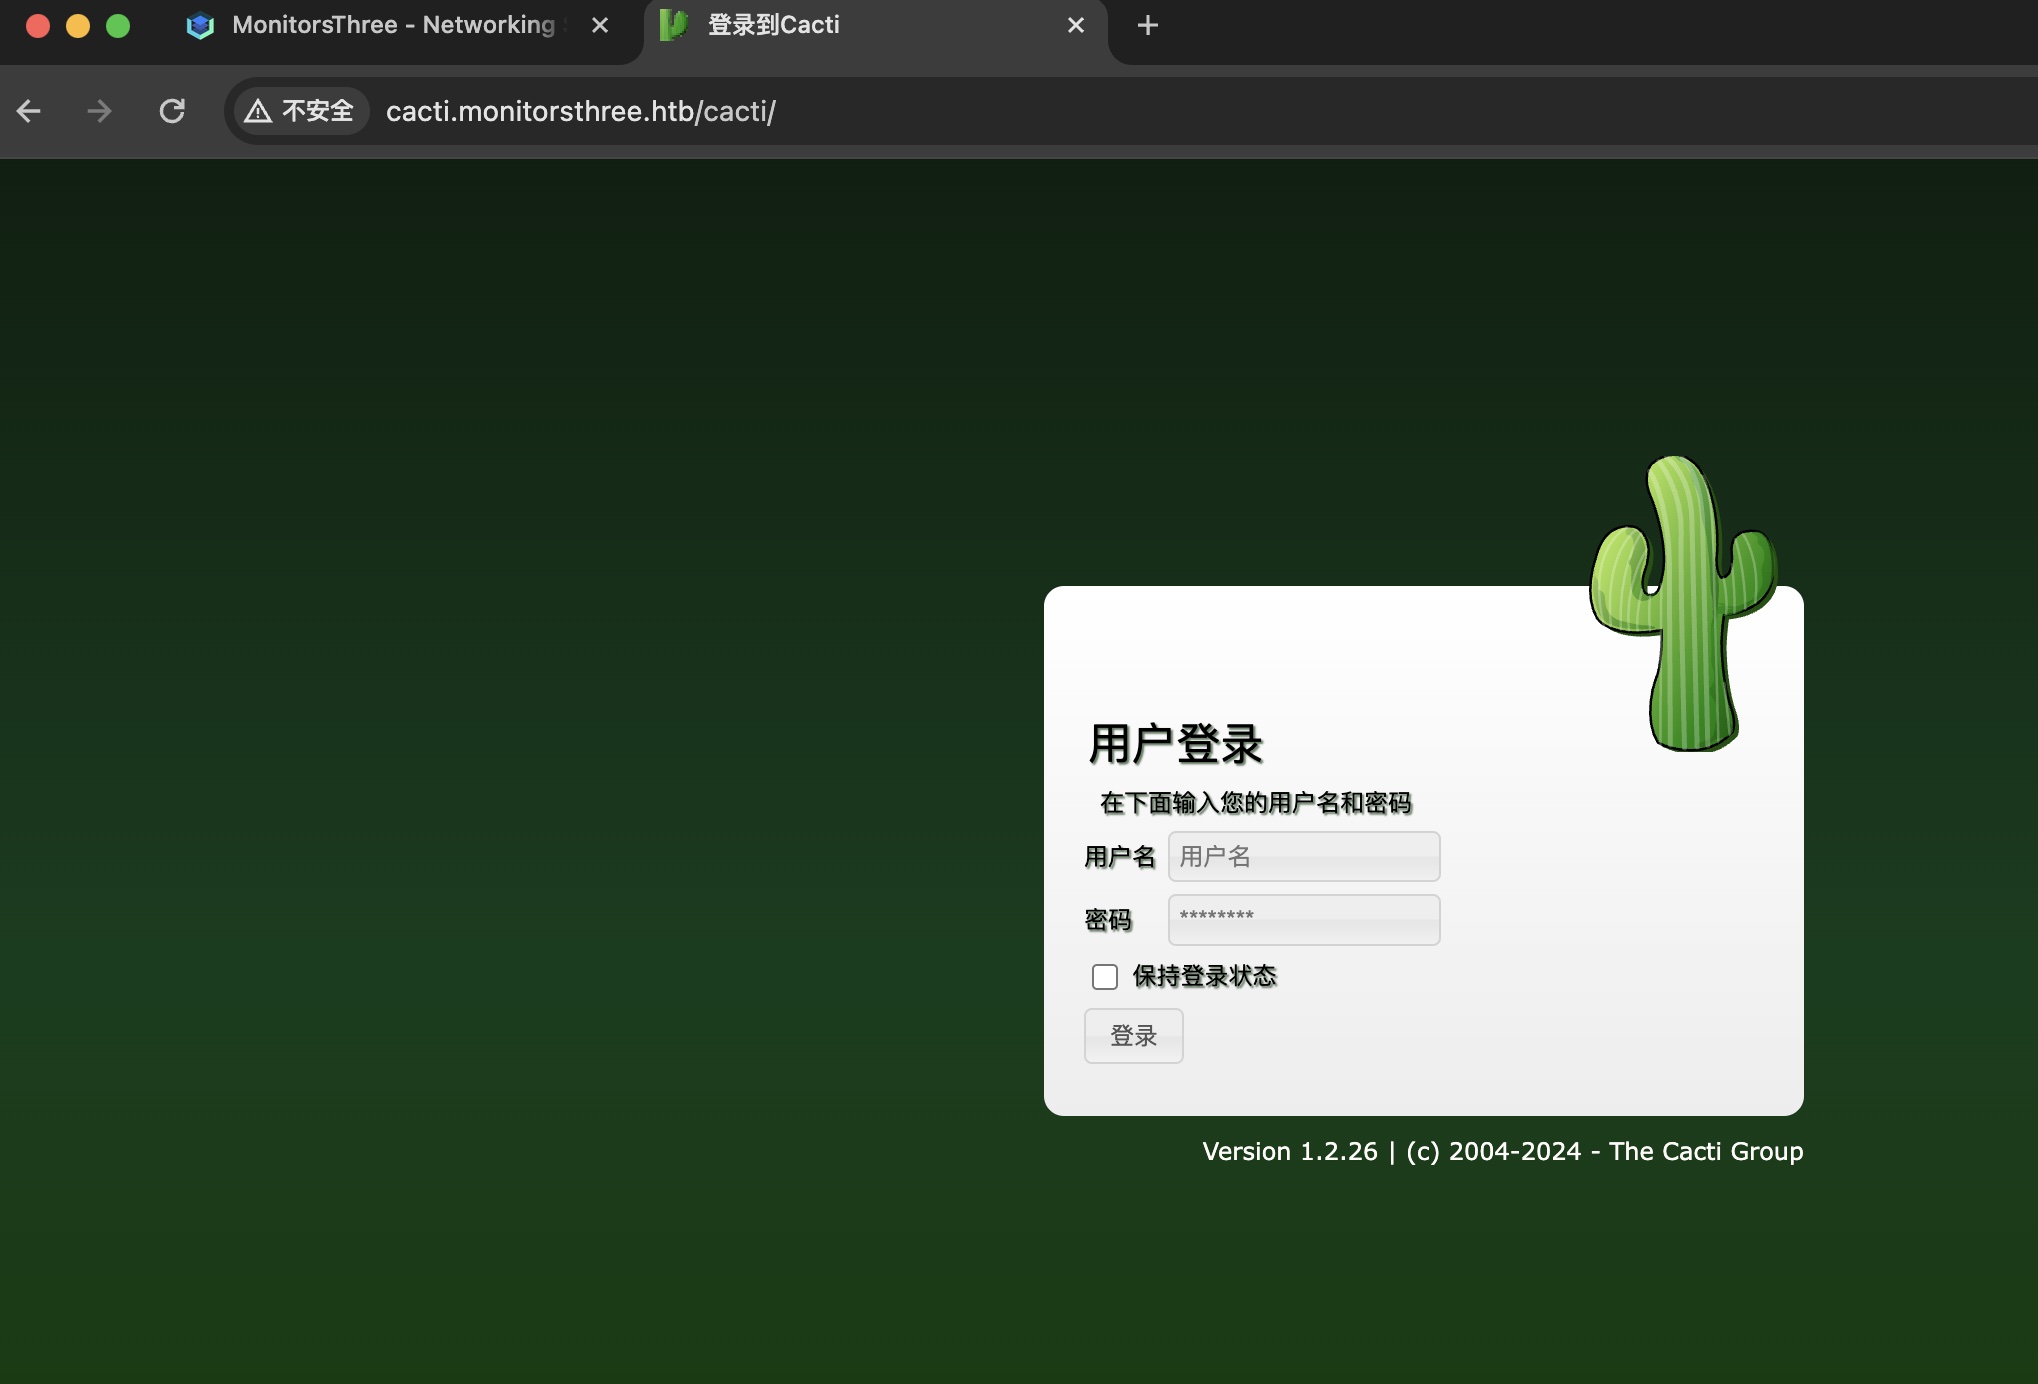 MonitorsThree - Networking
登录到Cacti
不安全 cacti.monitorsthree.htb/cacti/
用户登录
在下面输入您的用户名和密码
用户名 用户名
密码 ********
保持登录状态
登录
Version 1.2.26 | (c) 2004-2024 - The Cacti Group